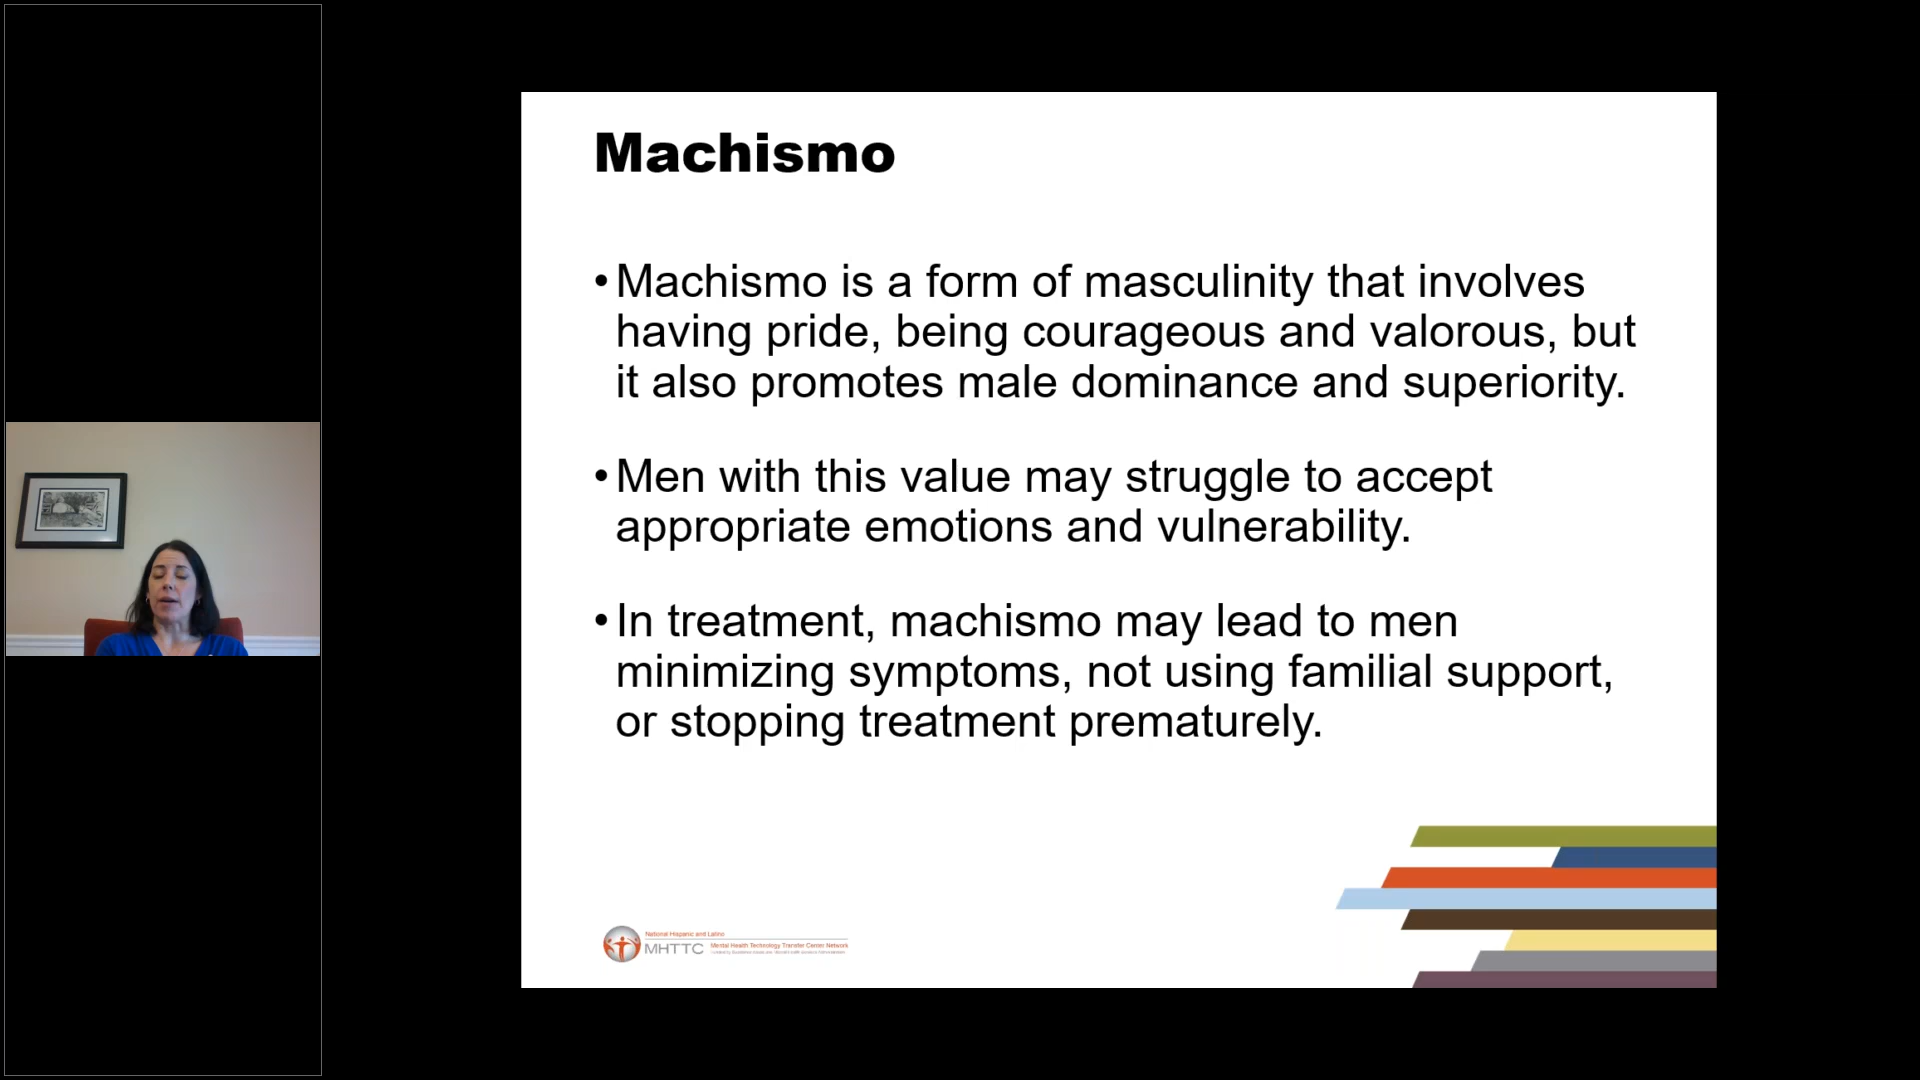 Machismo
• Machismo is a form of masculinity that involves
having pride, being courageous and valorous, but
it also promotes male dominance and superiority.
• Men with this value may struggle to accept
appropriate emotions and vulnerability.
• In treatment, machismo may lead to men
minimizing symptoms, not using familial support,
or stopping treatment prematurely.
National Hispanic and Latino
MHTTC Mental Health Technology Transfer Center Network